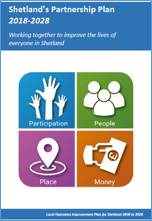 Shetland's Partnership Plan
2018-2028
Working together to improve the lives of
everyone in Shetland
Participation
People
Place
Money
Local Outcomes Improvement Plan for Shetland 2018 to 2028